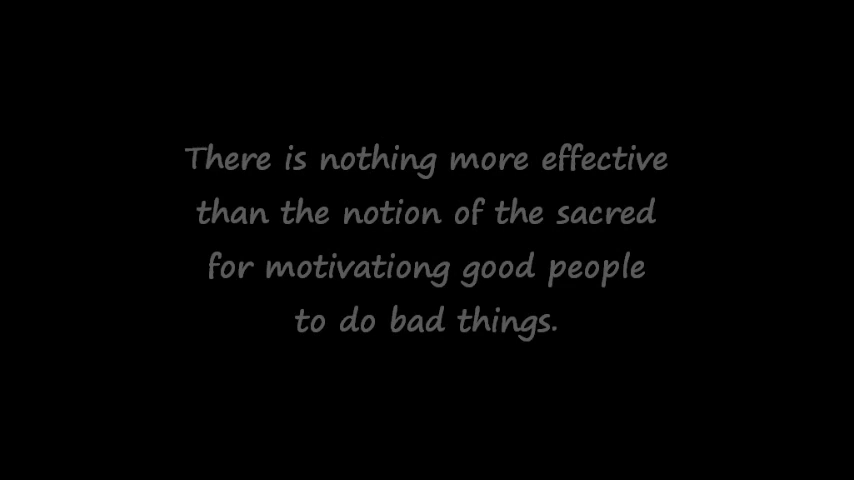 There is nothing more effective
than the notion of the sacred
for motivationg good people
to do bad things.